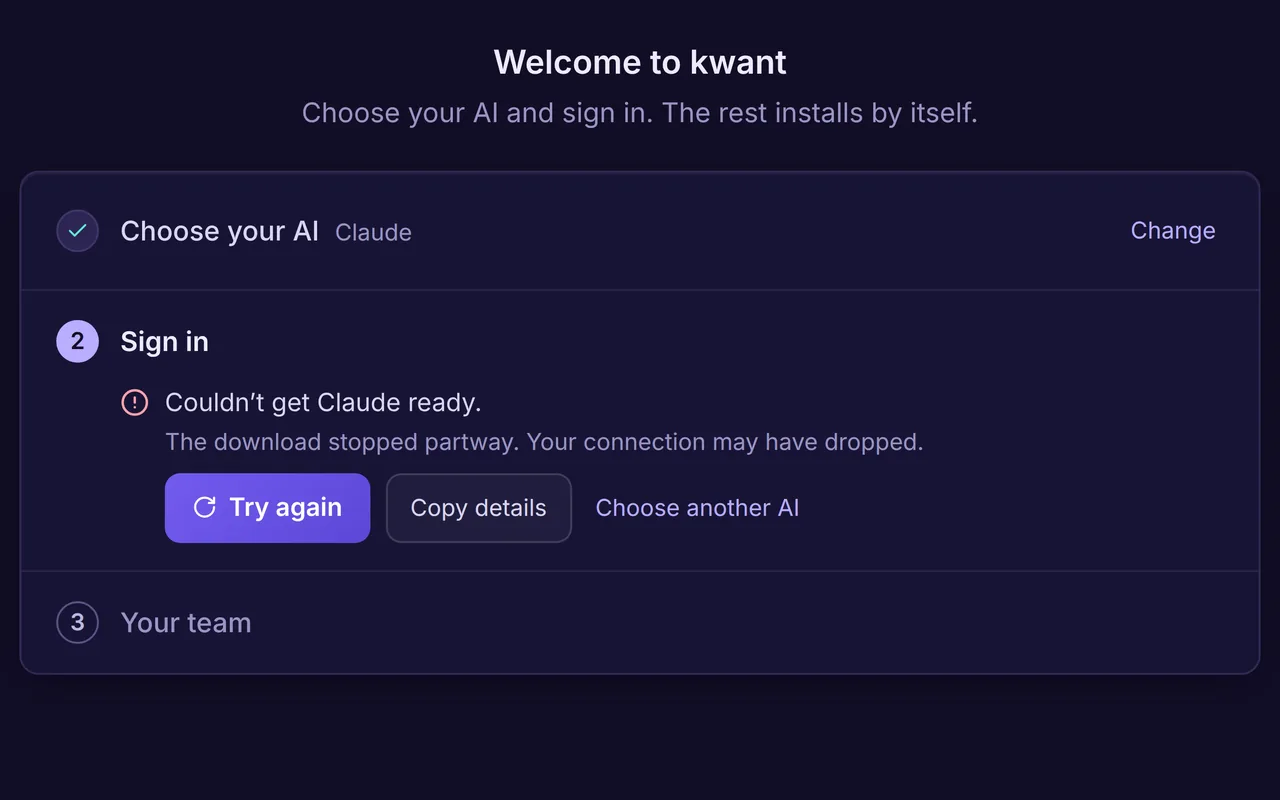 Welcome to kwant
Choose your AI and sign in. The rest installs by itself.
Choose your AI Claude
Change
2 Sign in
Couldn’t get Claude ready.
The download stopped partway. Your connection may have dropped.
Try again
Copy details
Choose another AI
3 Your team